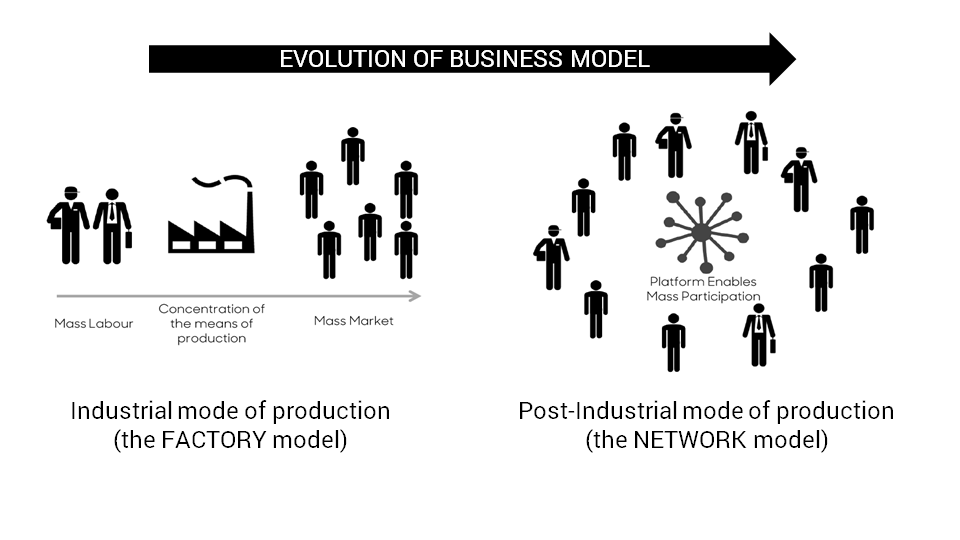 EVOLUTION OF BUSINESS MODEL
Mass Labour
Concentration of
the means of
production
Mass Market
Platform Enables
Mass Participation
Industrial mode of production
(the FACTORY model)
Post-Industrial mode of production
(the NETWORK model)